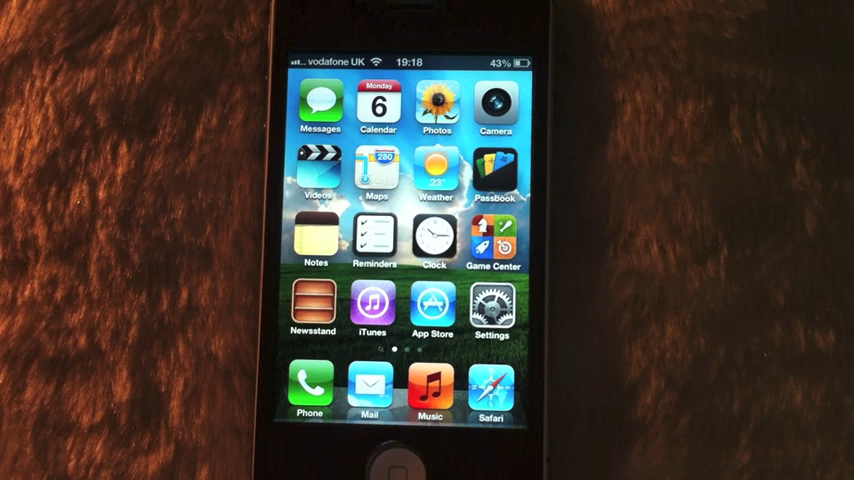 vodafone UK 19:18 43%
Monday
6
Messages Calendar Photos Camera
280
23°
Videos Maps Weather Passbook
Notes Reminders Clock Game Center
Newsstand iTunes App Store Settings
Phone Mail Music Safari